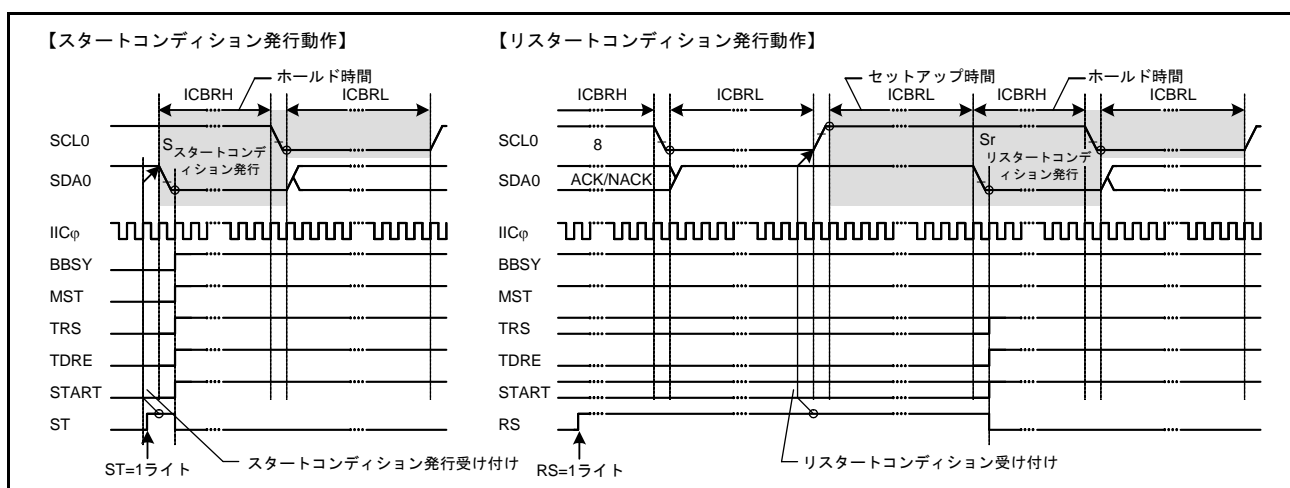 【スタートコンディション発行動作】
ホールド時間
ICBRH
ICBRL
SCL0
S
スタートコンデ
ィション発行
SDA0
IICφ
BBSY
MST
TRS
TDRE
START
ST
ST=1ライト
スタートコンディション発行受け付け
【リスタートコンディション発行動作】
セットアップ時間
ホールド時間
ICBRH
ICBRL
ICBRL
ICBRH
ICBRL
SCL0
8
Sr
リスタートコンデ
ィション発行
SDA0
ACK/NACK
IICφ
BBSY
MST
TRS
TDRE
START
RS
RS=1ライト
リスタートコンディション受け付け